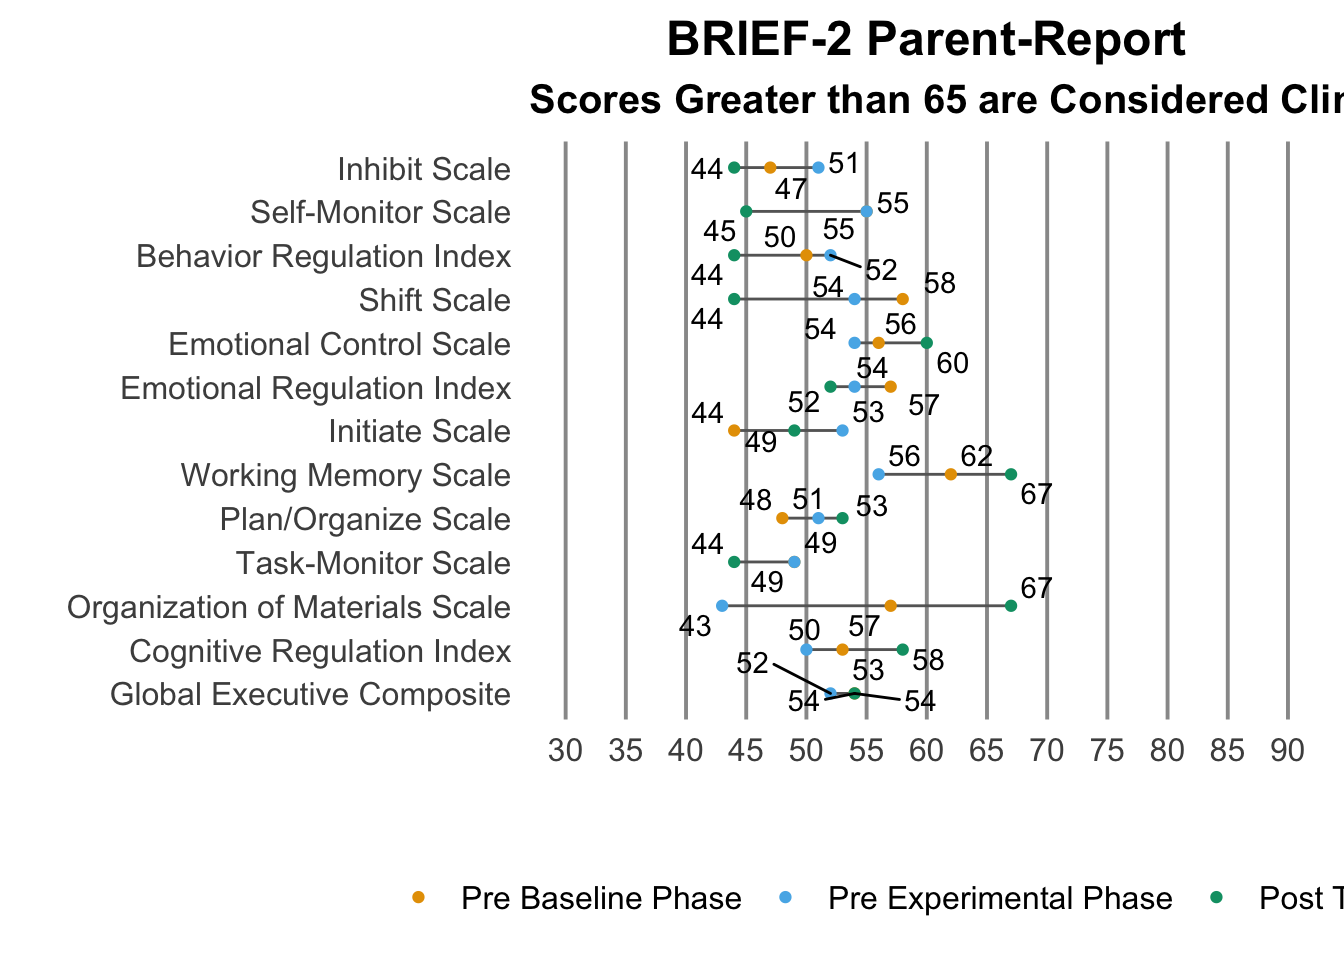 BRIEF-2 Parent-Report
Scores Greater than 65 are Considered
Inhibit Scale 44 47 51
Self-Monitor Scale 45 55 55
Behavior Regulation Index 44 50 52
Shift Scale 44 54 58
Emotional Control Scale 54 56 60
Emotional Regulation Index 52 54 57
Initiate Scale 44 49 53
Working Memory Scale 56 62 67
Plan/Organize Scale 48 51 53
Task-Monitor Scale 44 49 49
Organization of Materials Scale 43 57 67
Cognitive Regulation Index 50 53 58
Global Executive Composite 52 54 54
30 35 40 45 50 55 60 65 70 75 80 85 90
Pre Baseline Phase Pre Experimental Phase Post